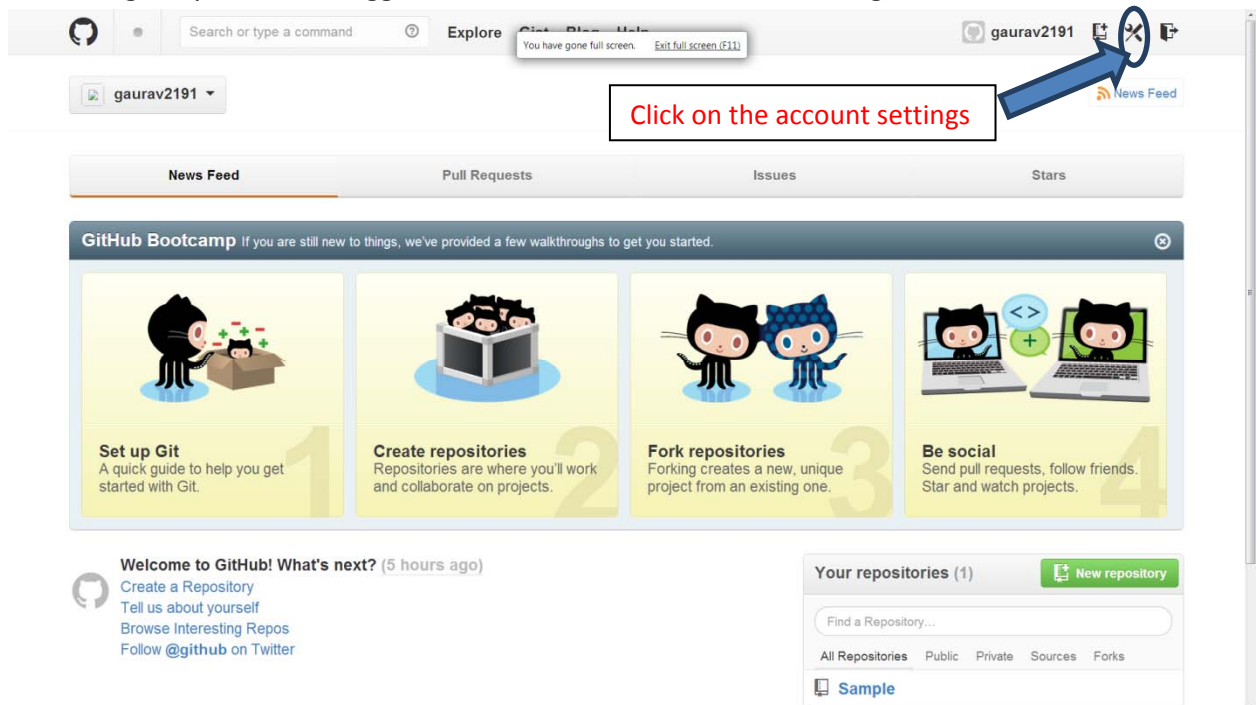 Search or type a command
Explore
Help
gaurav2191
You have gone full screen. Exit full screen (F11)
gaurav2191
Click on the account settings
News Feed
News Feed
Pull Requests
Issues
Stars
GitHub Bootcamp If you are still new to things, we've provided a few walkthroughs to get you started.
1
Set up Git
A quick guide to help you get
started with Git.
2
Create repositories
Repositories are where you'll work
and collaborate on projects.
3
Fork repositories
Forking creates a new, unique
project from an existing one.
<>
+
4
Be social
Send pull requests, follow friends.
Star and watch projects.
Welcome to GitHub! What's next? (5 hours ago)
Create a Repository
Tell us about yourself
Browse Interesting Repos
Follow @github on Twitter
Your repositories (1)
New repository
Find a Repository...
All Repositories Public Private Sources Forks
Sample